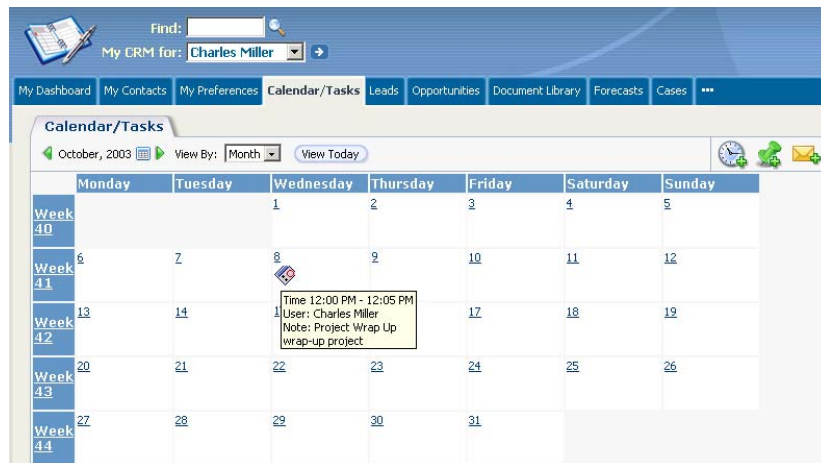 Find:
My CRM for: Charles Miller
My Dashboard My Contacts My Preferences Calendar/Tasks Leads Opportunities Document Library Forecasts Cases •••
Calendar/Tasks
October, 2003 View By: Month View Today
Monday Tuesday Wednesday Thursday Friday Saturday Sunday
Week 1 2 3 4 5
40
Week 6 7 8 9 10 11 12
41
Time 12:00 PM - 12:05 PM
User: Charles Miller
Note: Project Wrap Up
wrap-up project
Week 13 14 17 18 19
42
Week 20 21 22 23 24 25 26
43
Week 27 28 29 30 31
44